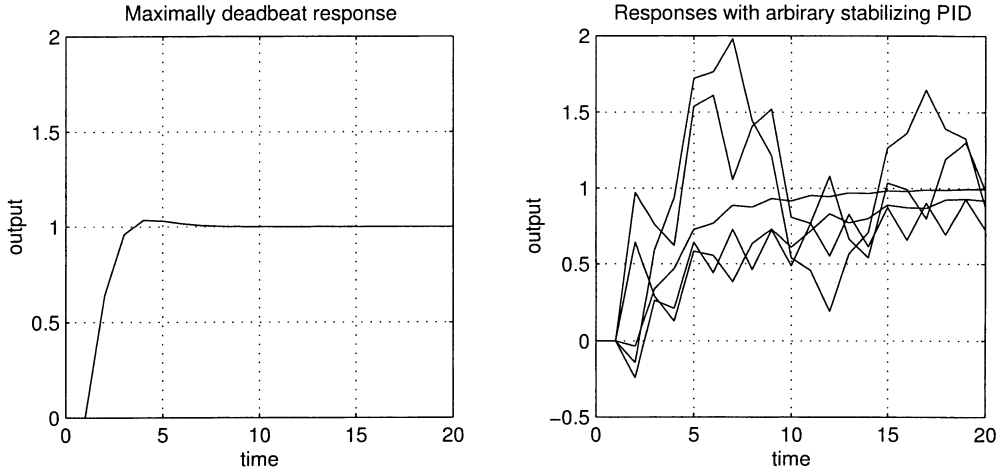 Maximally deadbeat response
2
1.5
1
0.5
0
output
0 5 10 15 20
time
Responses with arbirary stabilizing PID
2
1.5
1
0.5
0
−0.5
output
0 5 10 15 20
time